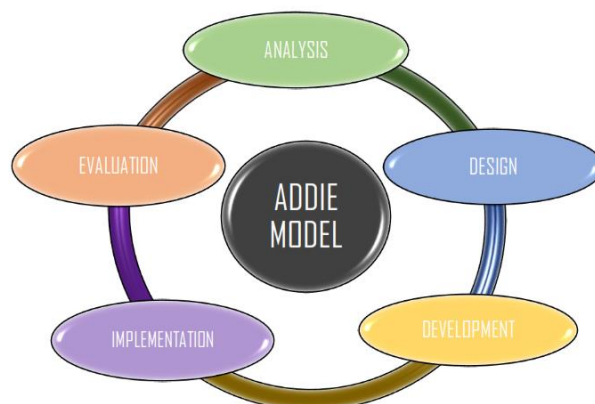 ANALYSIS
DESIGN
DEVELOPMENT
IMPLEMENTATION
EVALUATION
ADDIE
MODEL